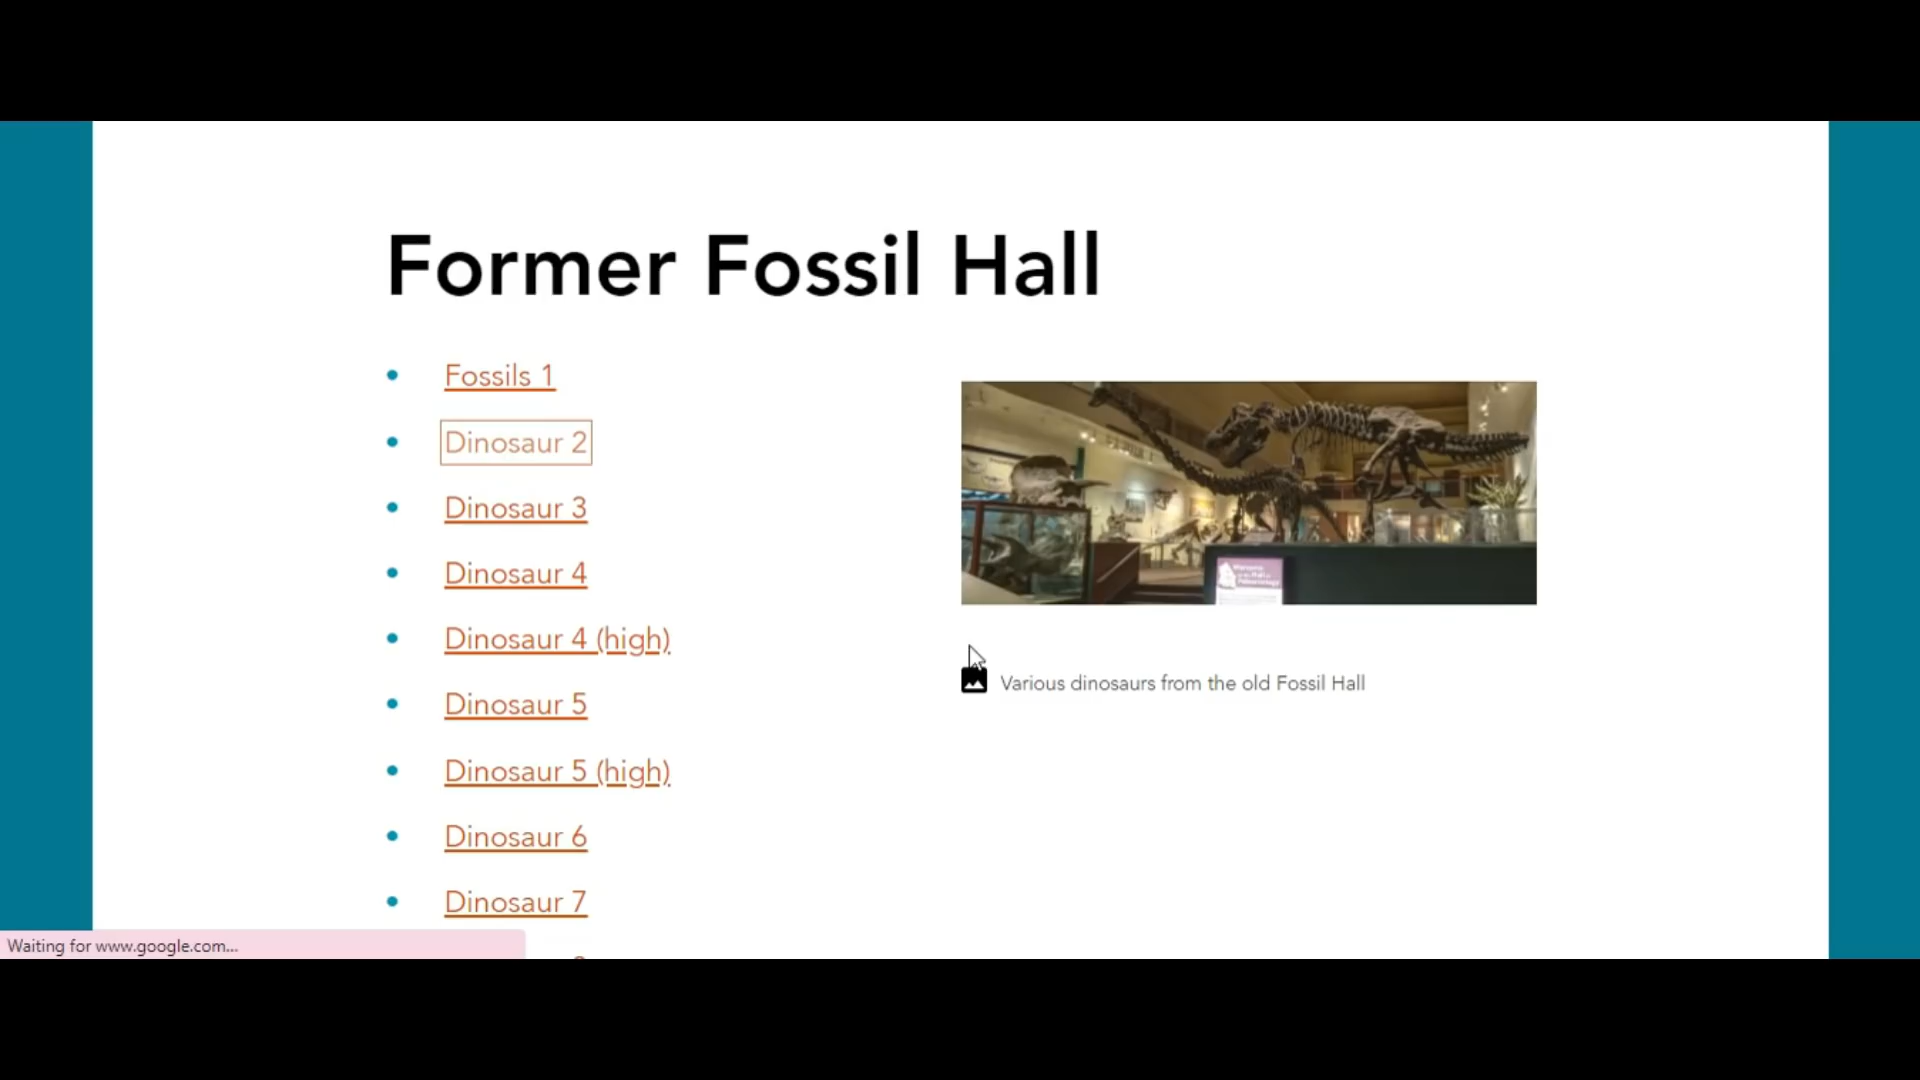 Former Fossil Hall
Fossils 1
Dinosaur 2
Dinosaur 3
Dinosaur 4
Dinosaur 4 (high)
Dinosaur 5
Dinosaur 5 (high)
Dinosaur 6
Dinosaur 7
Various dinosaurs from the old Fossil Hall
Waiting for www.google.com...